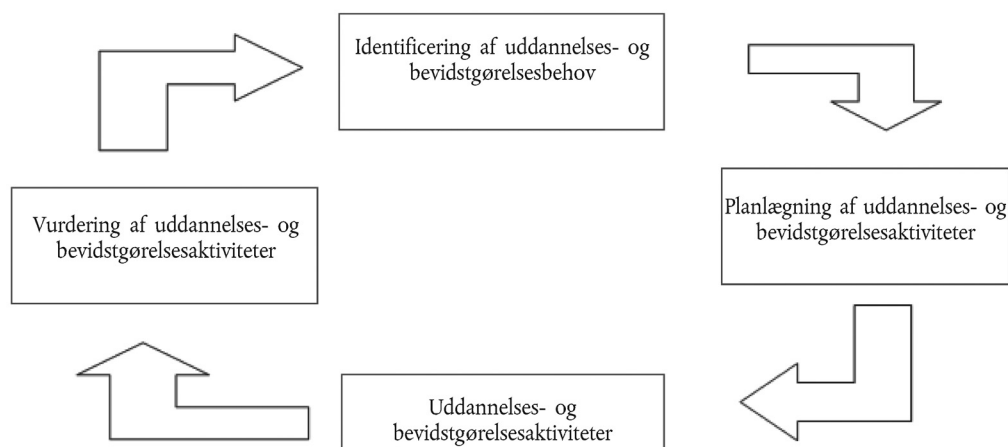 Identificering af uddannelses- og
bevidstgørelsesbehov
Planlægning af uddannelses- og
bevidstgørelsesaktiviteter
Uddannelses- og
bevidstgørelsesaktiviteter
Vurdering af uddannelses- og
bevidstgørelsesaktiviteter